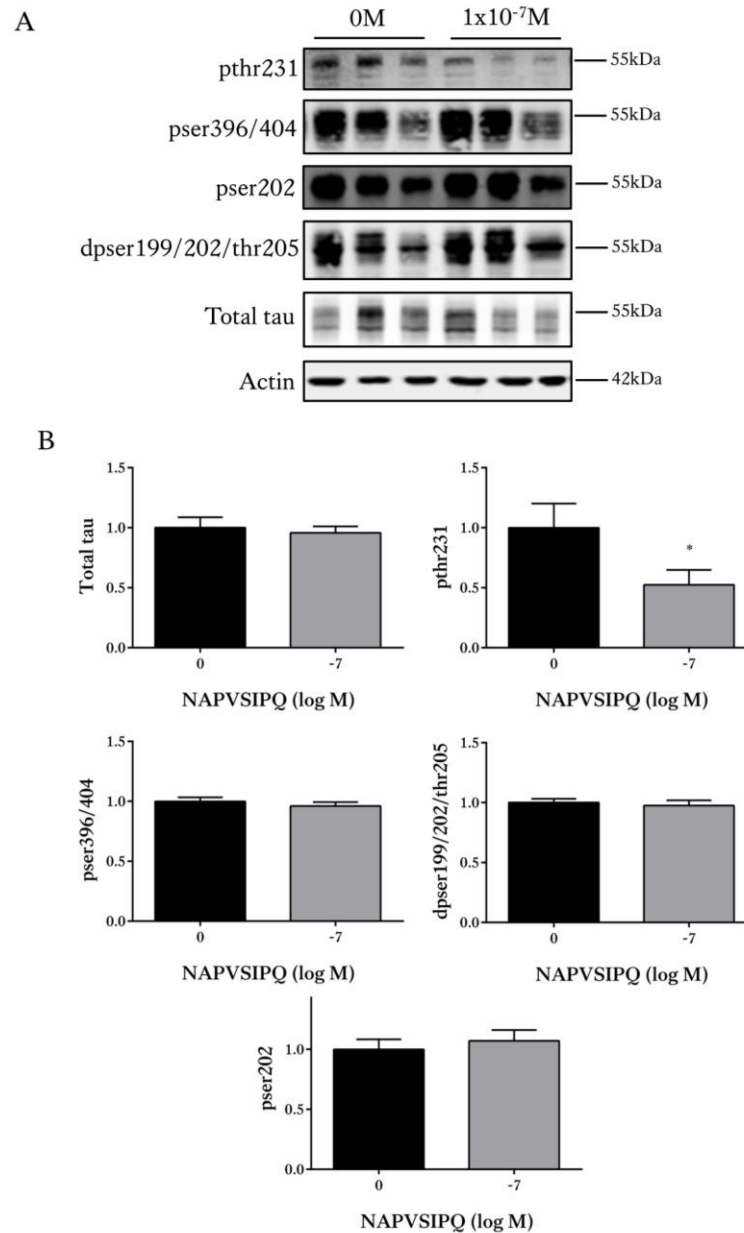 A
0M 1x10⁻⁷M
pthr231 55kDa
pser396/404 55kDa
pser202 55kDa
dpser199/202/thr205 55kDa
Total tau 55kDa
Actin 42kDa
B
Total tau
1.5
1.0
0.5
0.0
0 -7
NAPVSIPQ (log M)
pthr231
1.5
1.0
0.5
0.0
*
0 -7
NAPVSIPQ (log M)
pser396/404
1.5
1.0
0.5
0.0
0 -7
NAPVSIPQ (log M)
dpser199/202/thr205
1.5
1.0
0.5
0.0
0 -7
NAPVSIPQ (log M)
pser202
1.0
0.5
0.0
0 -7
NAPVSIPQ (log M)